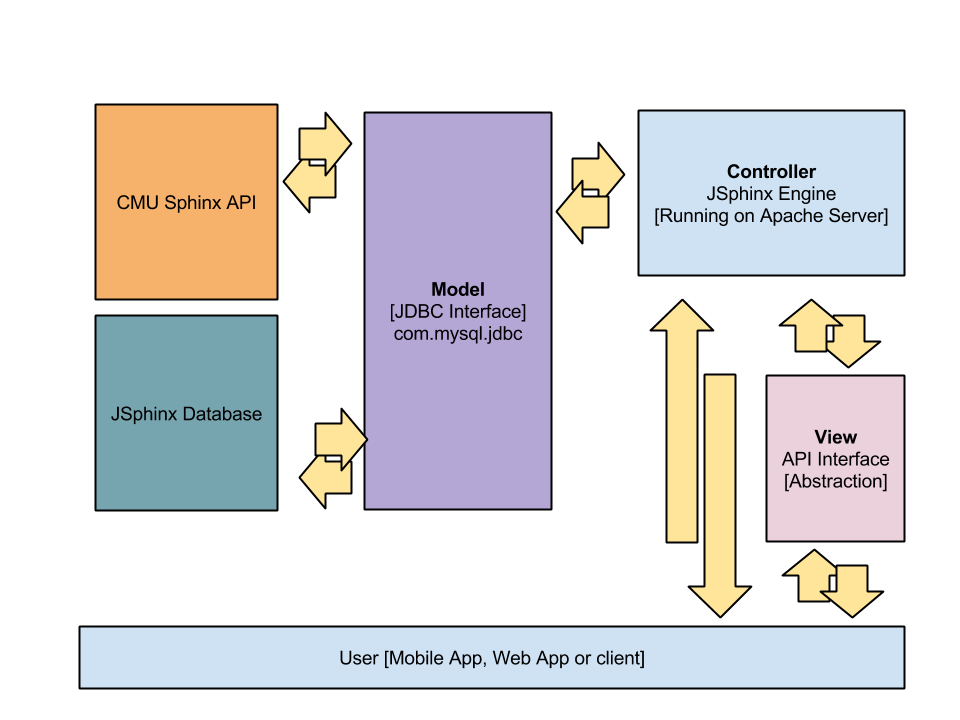 CMU Sphinx API
JSphinx Database
Model
[JDBC Interface]
com.mysql.jdbc
Controller
JSphinx Engine
[Running on Apache Server]
View
API Interface
[Abstraction]
User [Mobile App, Web App or client]